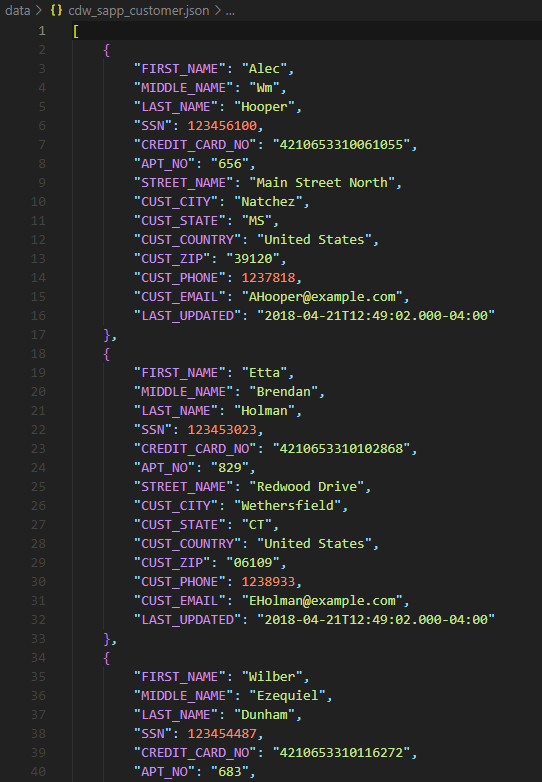 data > {} cdw_sapp_customer.json > ...
1 [
2 {
3 "FIRST_NAME": "Alec",
4 "MIDDLE_NAME": "Wm",
5 "LAST_NAME": "Hooper",
6 "SSN": 123456100,
7 "CREDIT_CARD_NO": "4210653310061055",
8 "APT_NO": "656",
9 "STREET_NAME": "Main Street North",
10 "CUST_CITY": "Natchez",
11 "CUST_STATE": "MS",
12 "CUST_COUNTRY": "United States",
13 "CUST_ZIP": "39120",
14 "CUST_PHONE": 1237818,
15 "CUST_EMAIL": "AHooper@example.com",
16 "LAST_UPDATED": "2018-04-21T12:49:02.000-04:00"
17 },
18 {
19 "FIRST_NAME": "Etta",
20 "MIDDLE_NAME": "Brendan",
21 "LAST_NAME": "Holman",
22 "SSN": 123453023,
23 "CREDIT_CARD_NO": "4210653310102868",
24 "APT_NO": "829",
25 "STREET_NAME": "Redwood Drive",
26 "CUST_CITY": "Wethersfield",
27 "CUST_STATE": "CT",
28 "CUST_COUNTRY": "United States",
29 "CUST_ZIP": "06109",
30 "CUST_PHONE": 1238933,
31 "CUST_EMAIL": "EHolman@example.com",
32 "LAST_UPDATED": "2018-04-21T12:49:02.000-04:00"
33 },
34 {
35 "FIRST_NAME": "Wilber",
36 "MIDDLE_NAME": "Ezequiel",
37 "LAST_NAME": "Dunham",
38 "SSN": 123454487,
39 "CREDIT_CARD_NO": "4210653310116272",
40 "APT_NO": "683",